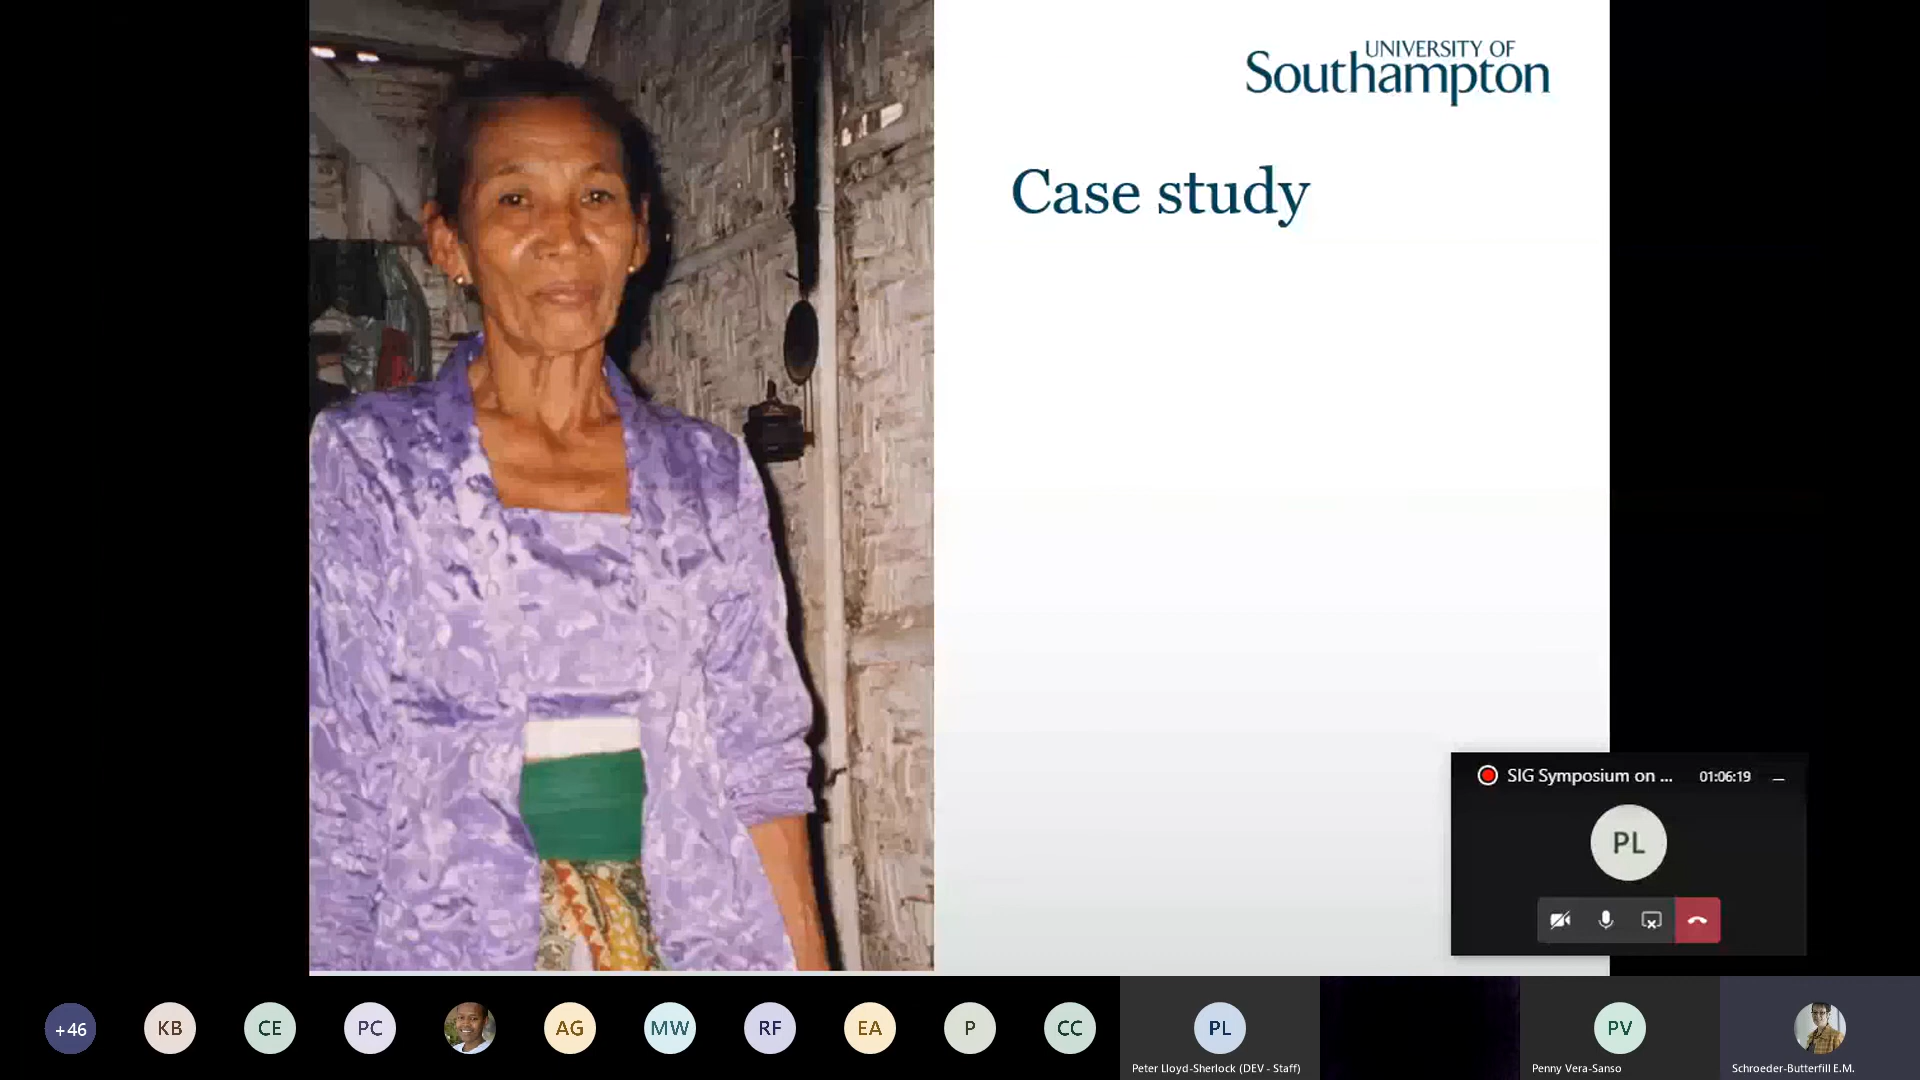 UNIVERSITY OF
Southampton
Case study
SIG Symposium on ...
01:06:19
PL
+46
KB
CE
PC
AG
MW
RF
EA
P
CC
PL
PV
Peter Lloyd-Sherlock (DEV - Staff)
Penny Vera-Sanso
Schroeder-Butterfill E.M.